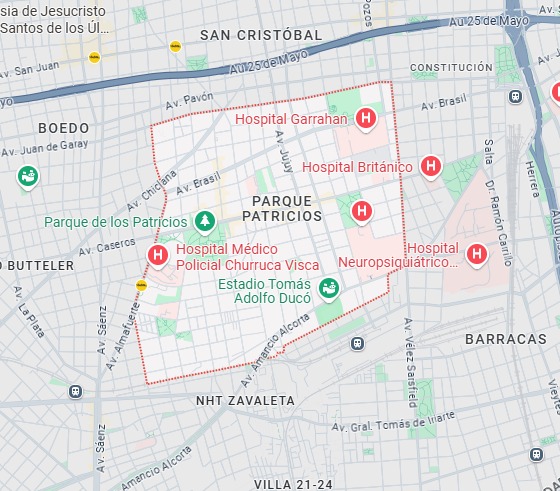 sia de Jesucristo
Santos de los Úl...
SAN CRISTÓBAL
Pozos
Au 25 de Mayo
Av. San Juan
Au 25 de Mayo
CONSTITUCIÓN
Av. Pavón
Av. Brasil
BOEDO
Hospital Garrahan
H
Av. Juan de Garay
Av. Jujuy
Salta
Herrera
Hospital Británico
H
Av. Chiclana
Av. Brasil
Dr. Ramón Carrillo
PARQUE
PATRICIOS
H
Parque de los Patricios
Av. Caseros
Hospital Médico
Policial Churruca Visca
H
Hospital
Neuropsiquiátrico...
H
O BUTTELER
Estadio Tomás
Adolfo Ducó
Av. La Plata
Av. Sáenz
Av. Almafuerte
Av. Amancio Alcorta
Av. Vélez Sarsfield
BARRACAS
NHT ZAVALETA
Vieytes
Av. Gral. Tomás de Iriarte
Av. Sáenz
Amancio Alcorta
VILLA 21-24